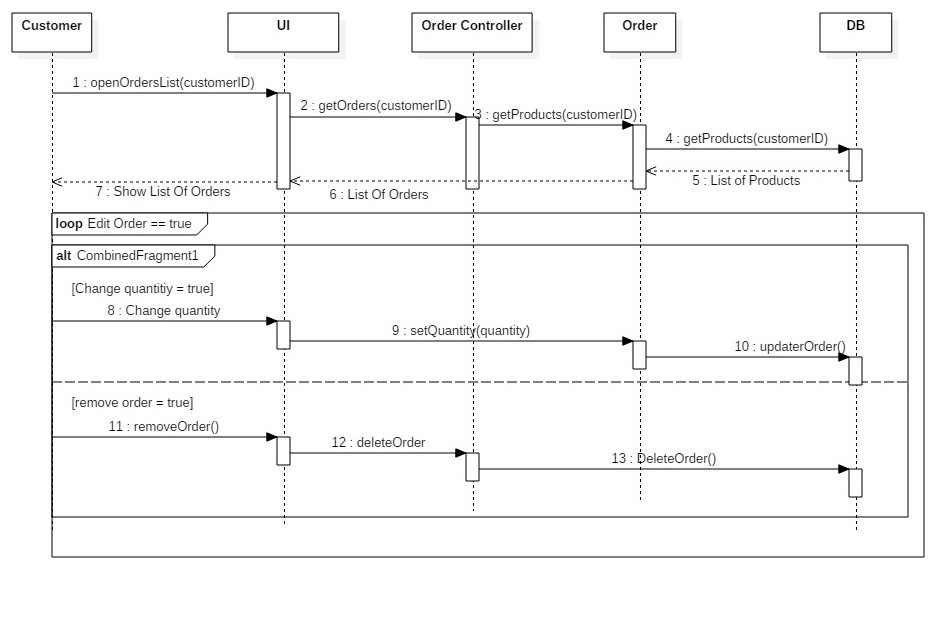 Customer
UI
Order Controller
Order
DB
1 : openOrdersList(customerID)
2 : getOrders(customerID)
3 : getProducts(customerID)
4 : getProducts(customerID)
5 : List of Products
6 : List Of Orders
7 : Show List Of Orders
loop Edit Order == true
alt CombinedFragment1
[Change quantitiy = true]
8 : Change quantity
9 : setQuantity(quantity)
10 : updaterOrder()
[remove order = true]
11 : removeOrder()
12 : deleteOrder
13 : DeleteOrder()